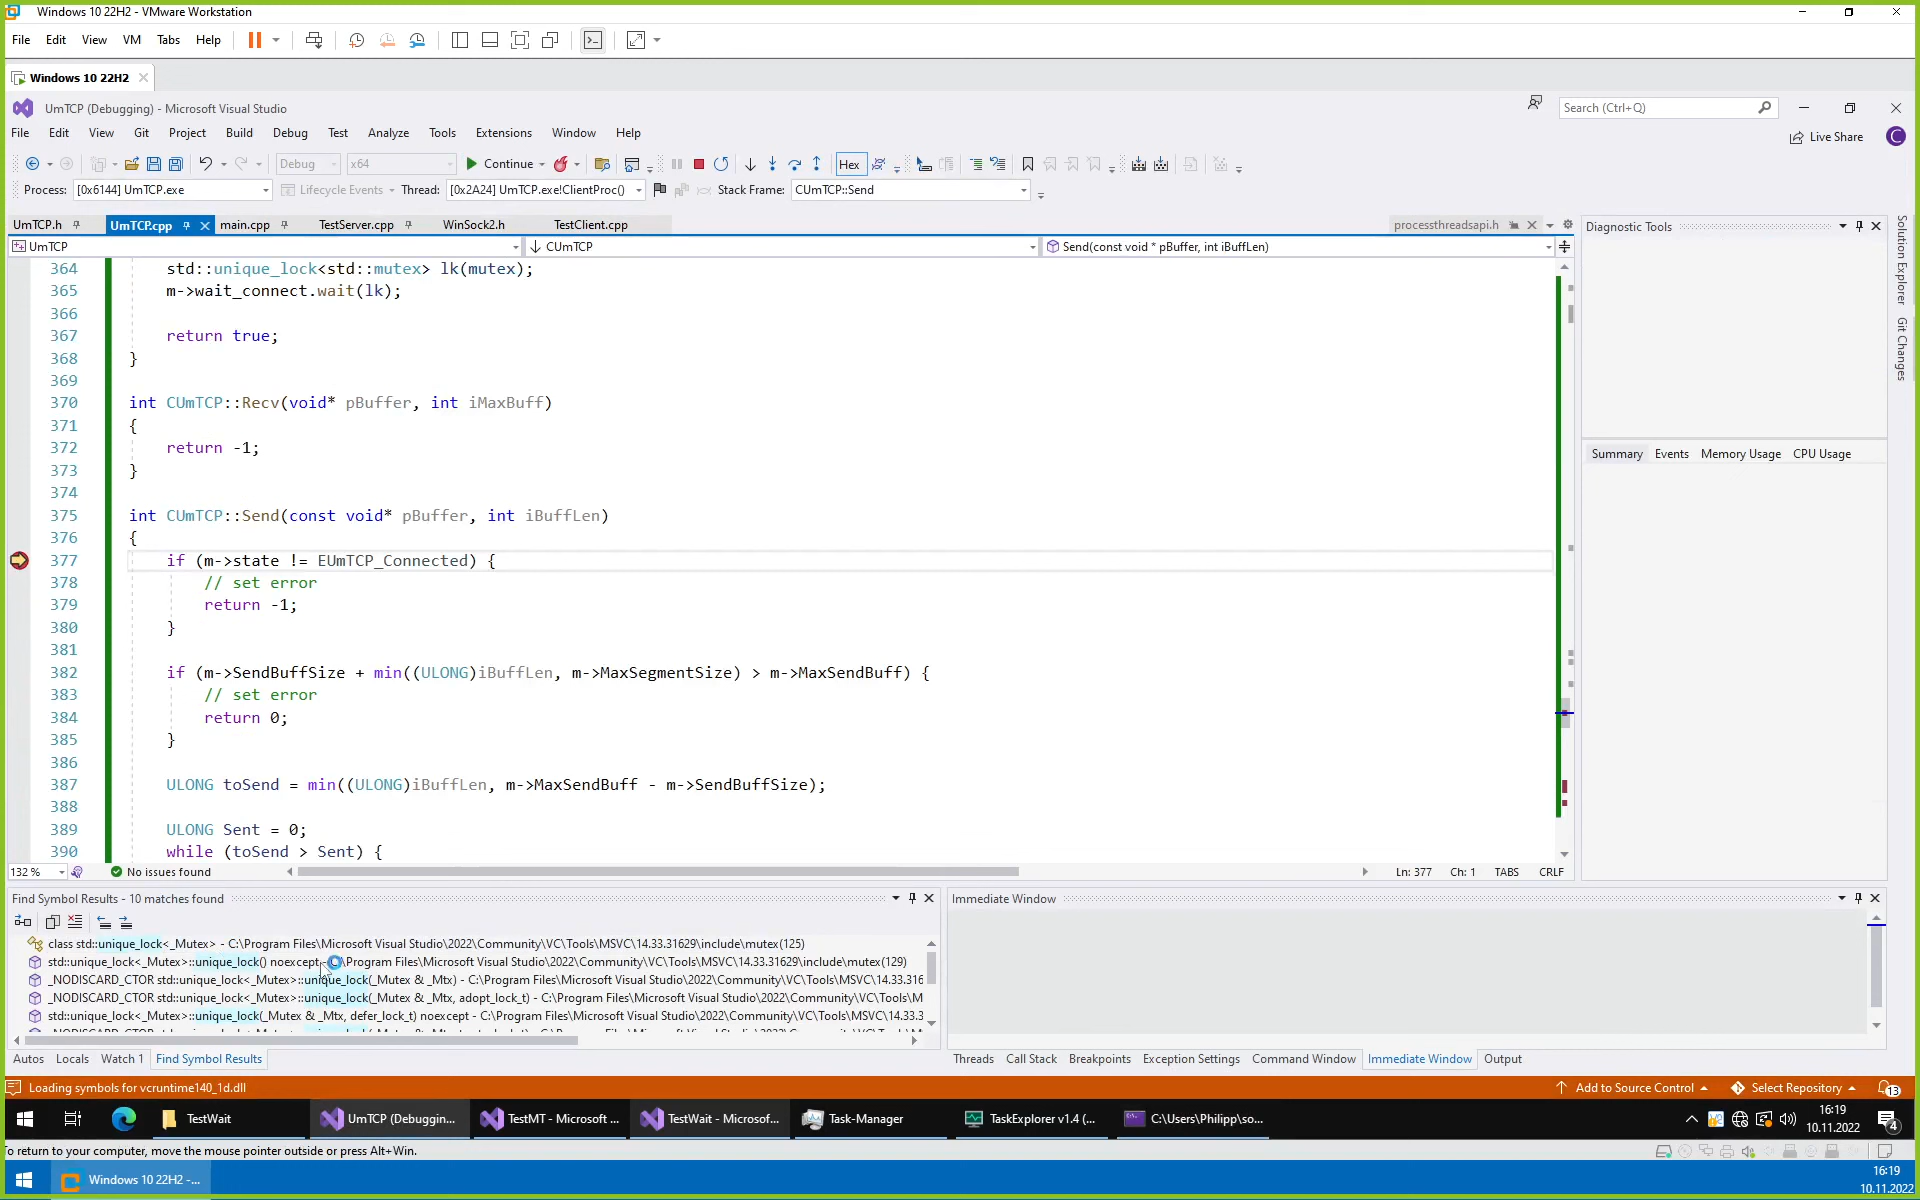 Windows 10 22H2 - VMware Workstation
File Edit View VM Tabs Help
Windows 10 22H2
UmTCP (Debugging) - Microsoft Visual Studio
Search (Ctrl+Q)
File Edit View Git Project Build Debug Test Analyze Tools Extensions Window Help
Live Share
C
Debug x64 Continue Hex
Process: [0x6144] UmTCP.exe Lifecycle Events Thread: [0x2A24] UmTCP.exe!ClientProc() Stack Frame: CUmTCP::Send
UmTCP.h UmTCP.cpp main.cpp TestServer.cpp WinSock2.h TestClient.cpp processthreadsapi.h
Diagnostic Tools
UmTCP CUmTCP Send(const void * pBuffer, int iBuffLen)
364 std::unique_lock<std::mutex> lk(mutex);
365 m->wait_connect.wait(lk);
366
367 return true;
368 }
369
370 int CUmTCP::Recv(void* pBuffer, int iMaxBuff)
371 {
372 return -1;
373 }
374
375 int CUmTCP::Send(const void* pBuffer, int iBuffLen)
376 {
377 if (m->state != EUmTCP_Connected) {
378 // set error
379 return -1;
380 }
381
382 if (m->SendBuffSize + min((ULONG)iBuffLen, m->MaxSegmentSize) > m->MaxSendBuff) {
383 // set error
384 return 0;
385 }
386
387 ULONG toSend = min((ULONG)iBuffLen, m->MaxSendBuff - m->SendBuffSize);
388
389 ULONG Sent = 0;
390 while (toSend > Sent) {
Summary Events Memory Usage CPU Usage
Solution Explorer
Git Changes
132 % No issues found Ln: 377 Ch: 1 TABS CRLF
Find Symbol Results - 10 matches found
class std::unique_lock<_Mutex> - C:\Program Files\Microsoft Visual Studio\2022\Community\VC\Tools\MSVC\14.33.31629\include\mutex(125)
std::unique_lock<_Mutex>::unique_lock() noexcept - C:\Program Files\Microsoft Visual Studio\2022\Community\VC\Tools\MSVC\14.33.31629\include\mutex(129)
_NODISCARD_CTOR std::unique_lock<_Mutex>::unique_lock(_Mutex & _Mtx) - C:\Program Files\Microsoft Visual Studio\2022\Community\VC\Tools\MSVC\14.33.316
_NODISCARD_CTOR std::unique_lock<_Mutex>::unique_lock(_Mutex & _Mtx, adopt_lock_t) - C:\Program Files\Microsoft Visual Studio\2022\Community\VC\Tools\M
std::unique_lock<_Mutex>::unique_lock(_Mutex & _Mtx, defer_lock_t) noexcept - C:\Program Files\Microsoft Visual Studio\2022\Community\VC\Tools\MSVC\14.33.3
Immediate Window
Autos Locals Watch 1 Find Symbol Results
Threads Call Stack Breakpoints Exception Settings Command Window Immediate Window Output
Loading symbols for vcruntime140_1d.dll
Add to Source Control Select Repository 13
TestWait UmTCP (Debuggin... TestMT - Microsoft ... TestWait - Microsof... Task-Manager TaskExplorer v1.4 (... C:\Users\Philipp\so...
16:19
10.11.2022
4
o return to your computer, move the mouse pointer outside or press Alt+Win.
Windows 10 22H2 -...
16:19
10.11.2022